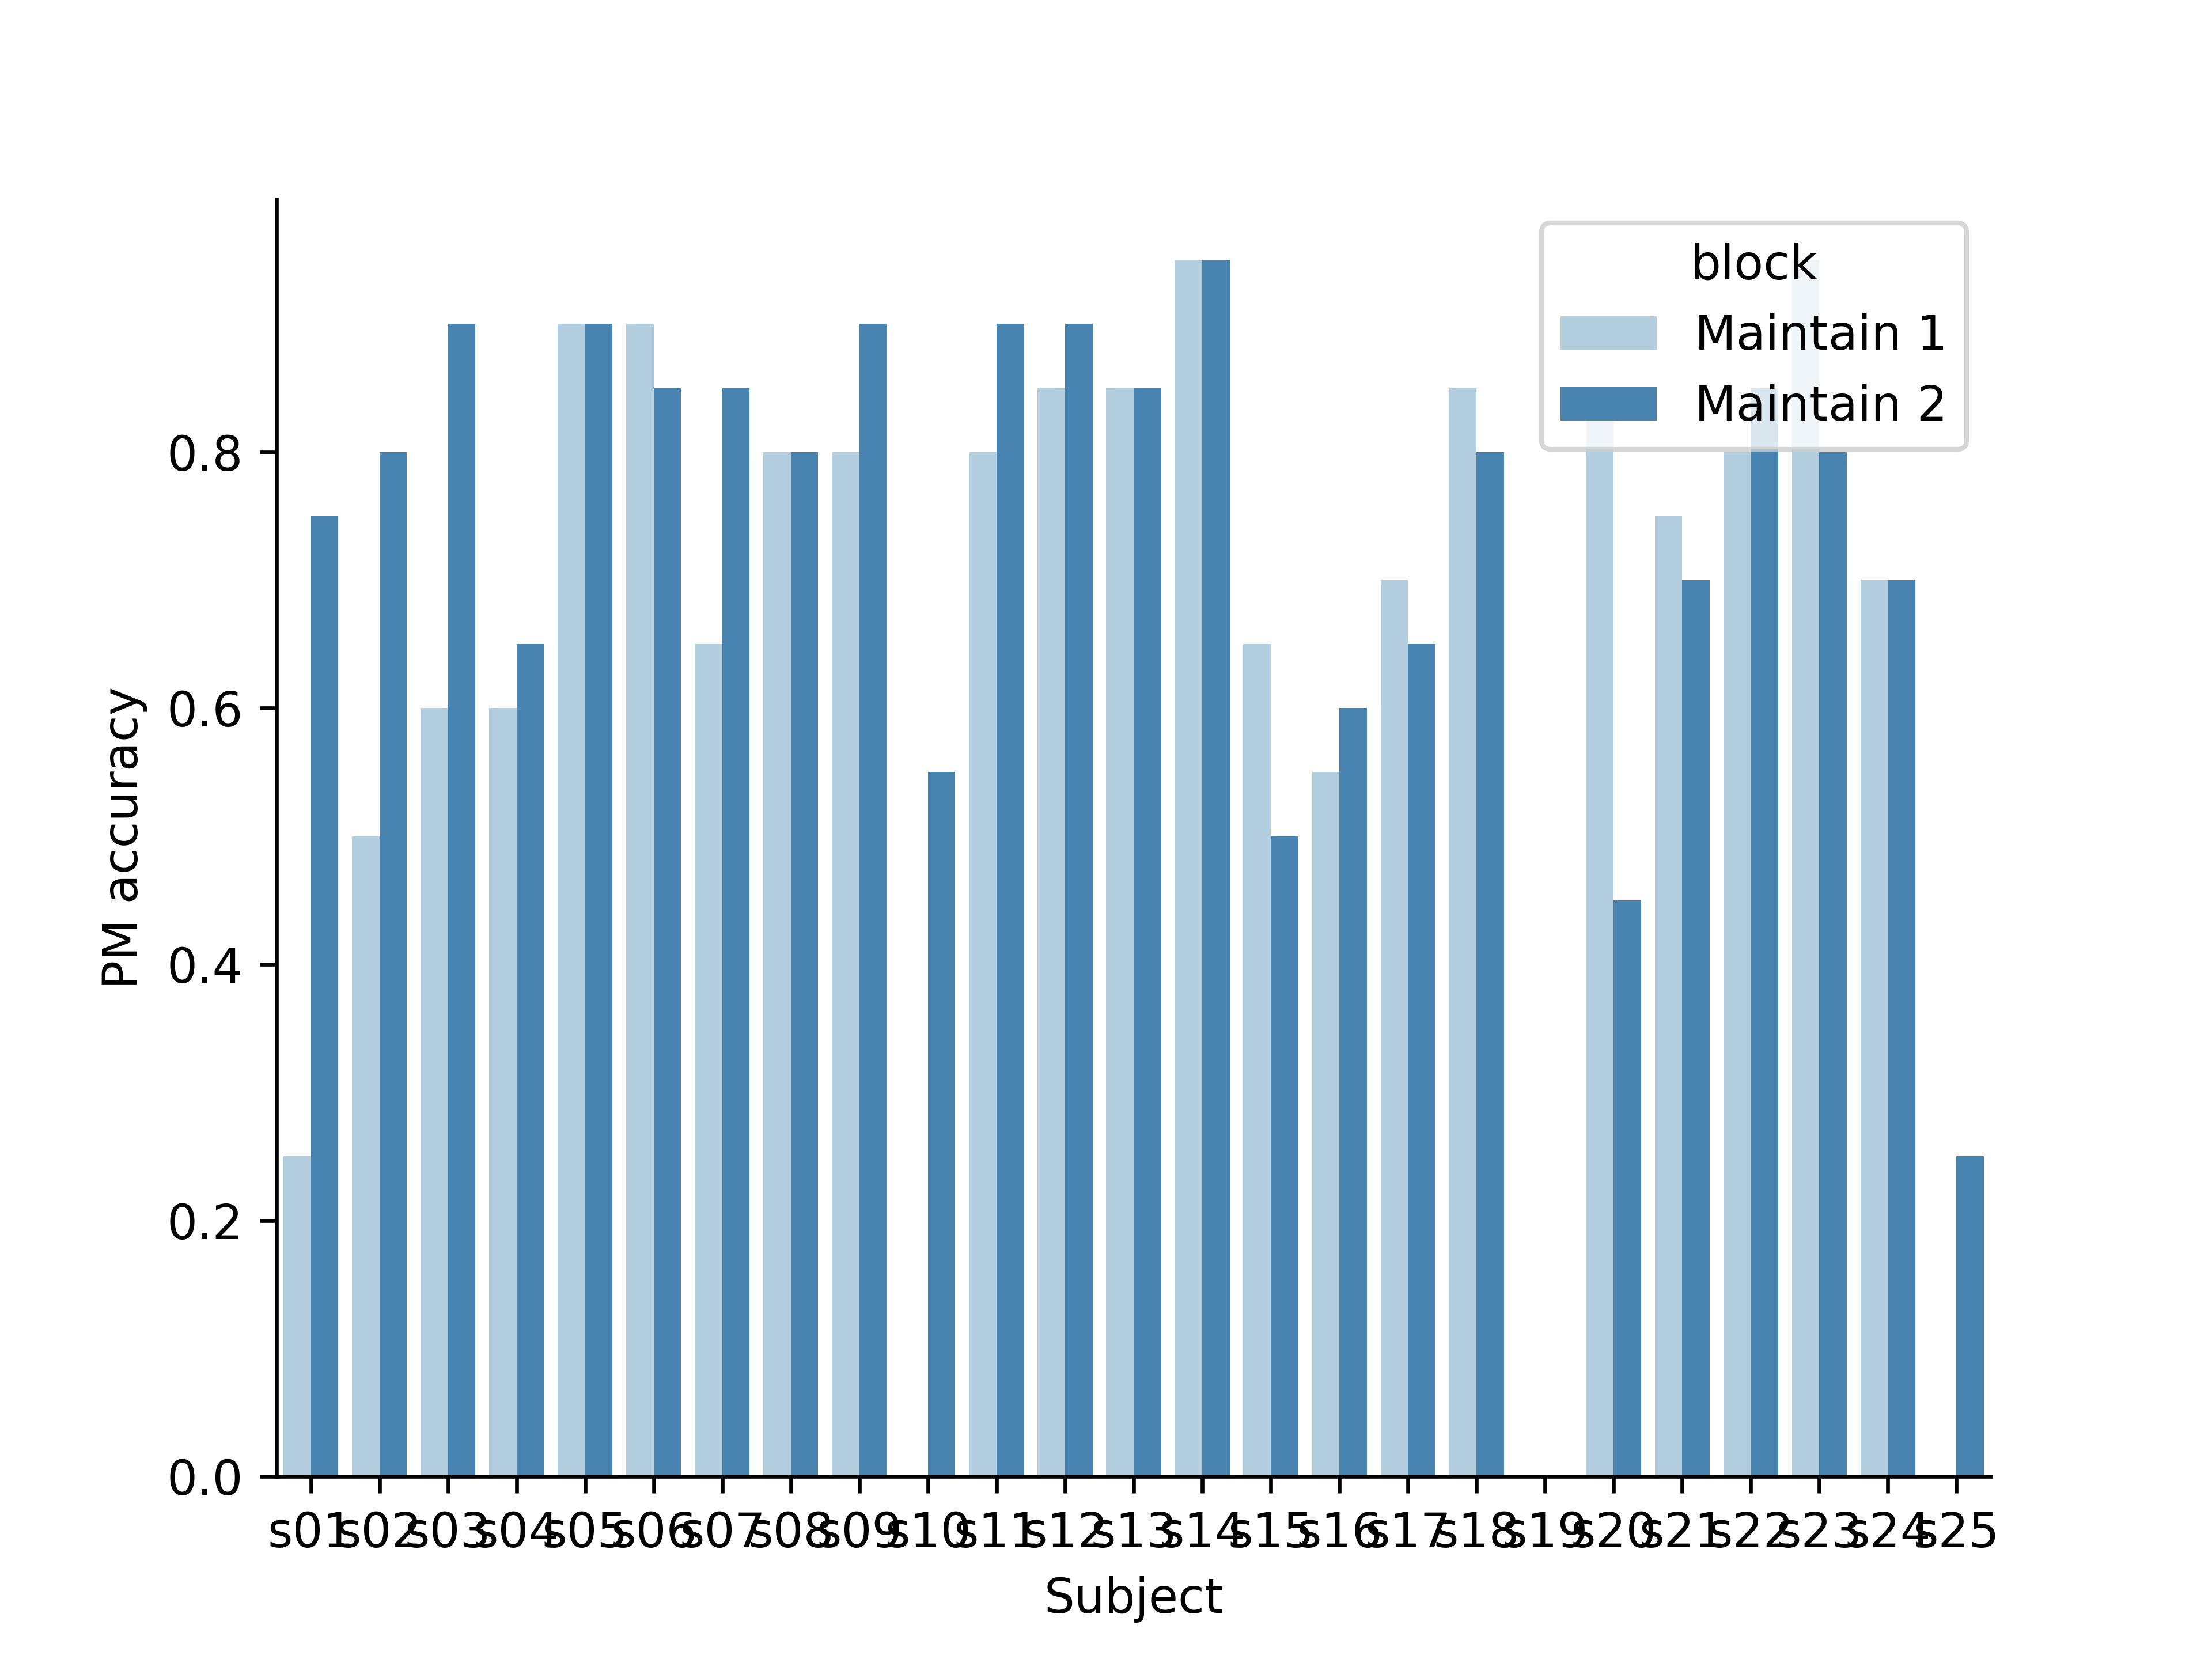 block
Maintain 1
Maintain 2
0.8
0.6
0.4
0.2
0.0
PM accuracy
s01 s02 s03 s04 s05 s06 s07 s08 s09 s10 s11 s12 s13 s14 s15 s16 s17 s18 s19 s20 s21 s22 s23 s24 s25
Subject